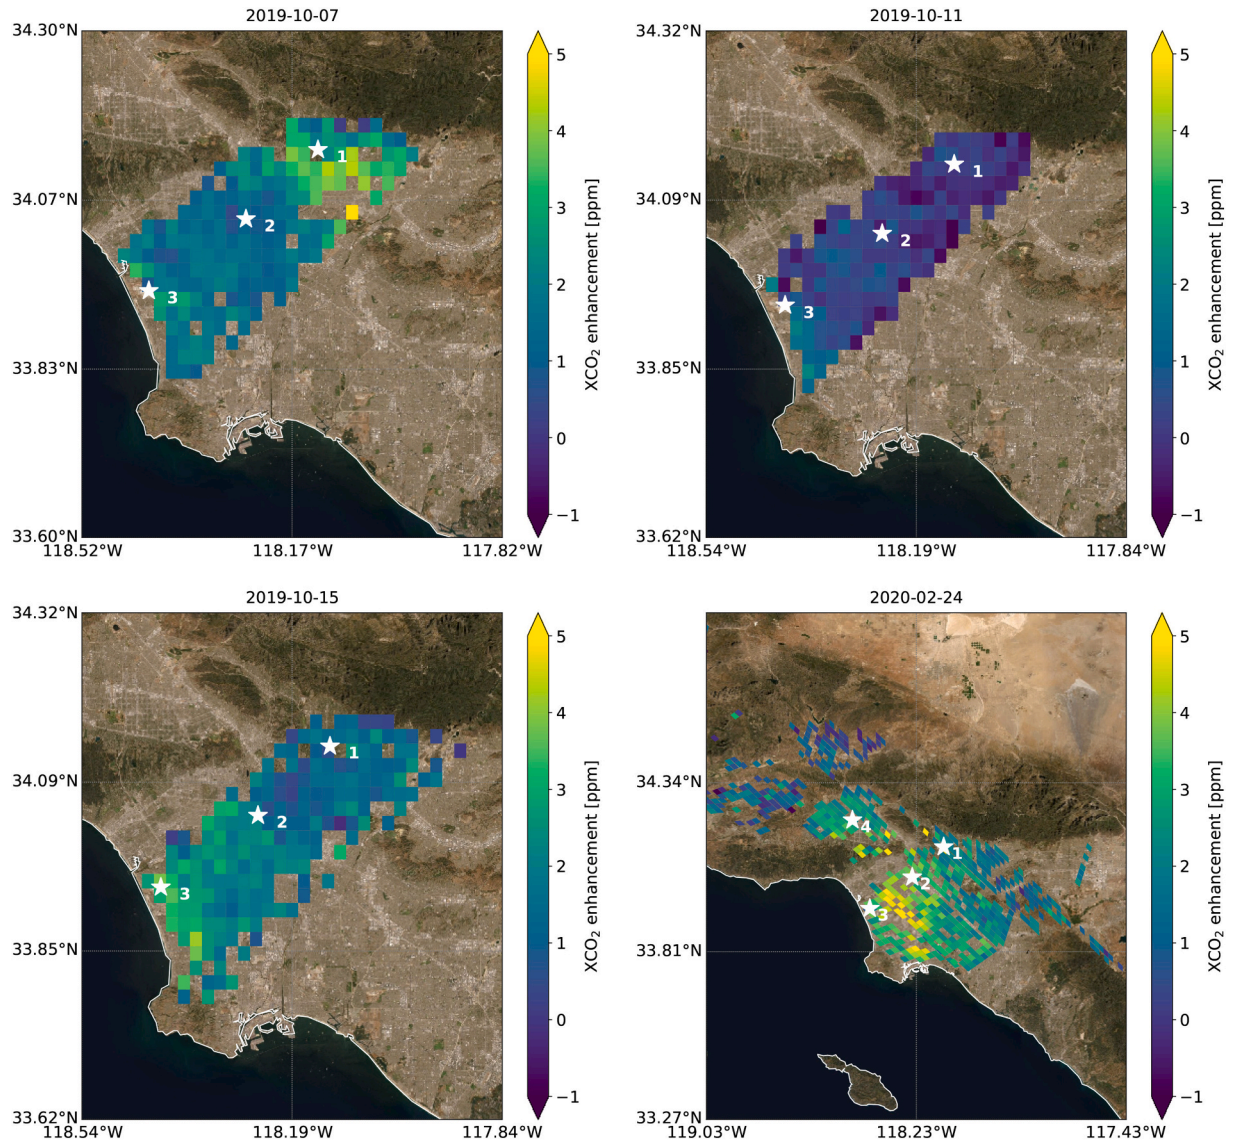 2019-10-07
34.30°N
34.07°N
33.83°N
33.60°N
118.52°W 118.17°W 117.82°W
1
2
3
5
4
3
2
1
0
−1
XCO₂ enhancement [ppm]
2019-10-11
34.32°N
34.09°N
33.85°N
33.62°N
118.54°W 118.19°W 117.84°W
1
2
3
5
4
3
2
1
0
−1
XCO₂ enhancement [ppm]
2019-10-15
34.32°N
34.09°N
33.85°N
33.62°N
118.54°W 118.19°W 117.84°W
1
2
3
5
4
3
2
1
0
−1
XCO₂ enhancement [ppm]
2020-02-24
34.34°N
33.81°N
33.27°N
119.03°W 118.23°W 117.43°W
4
1
2
3
5
4
3
2
1
0
−1
XCO₂ enhancement [ppm]